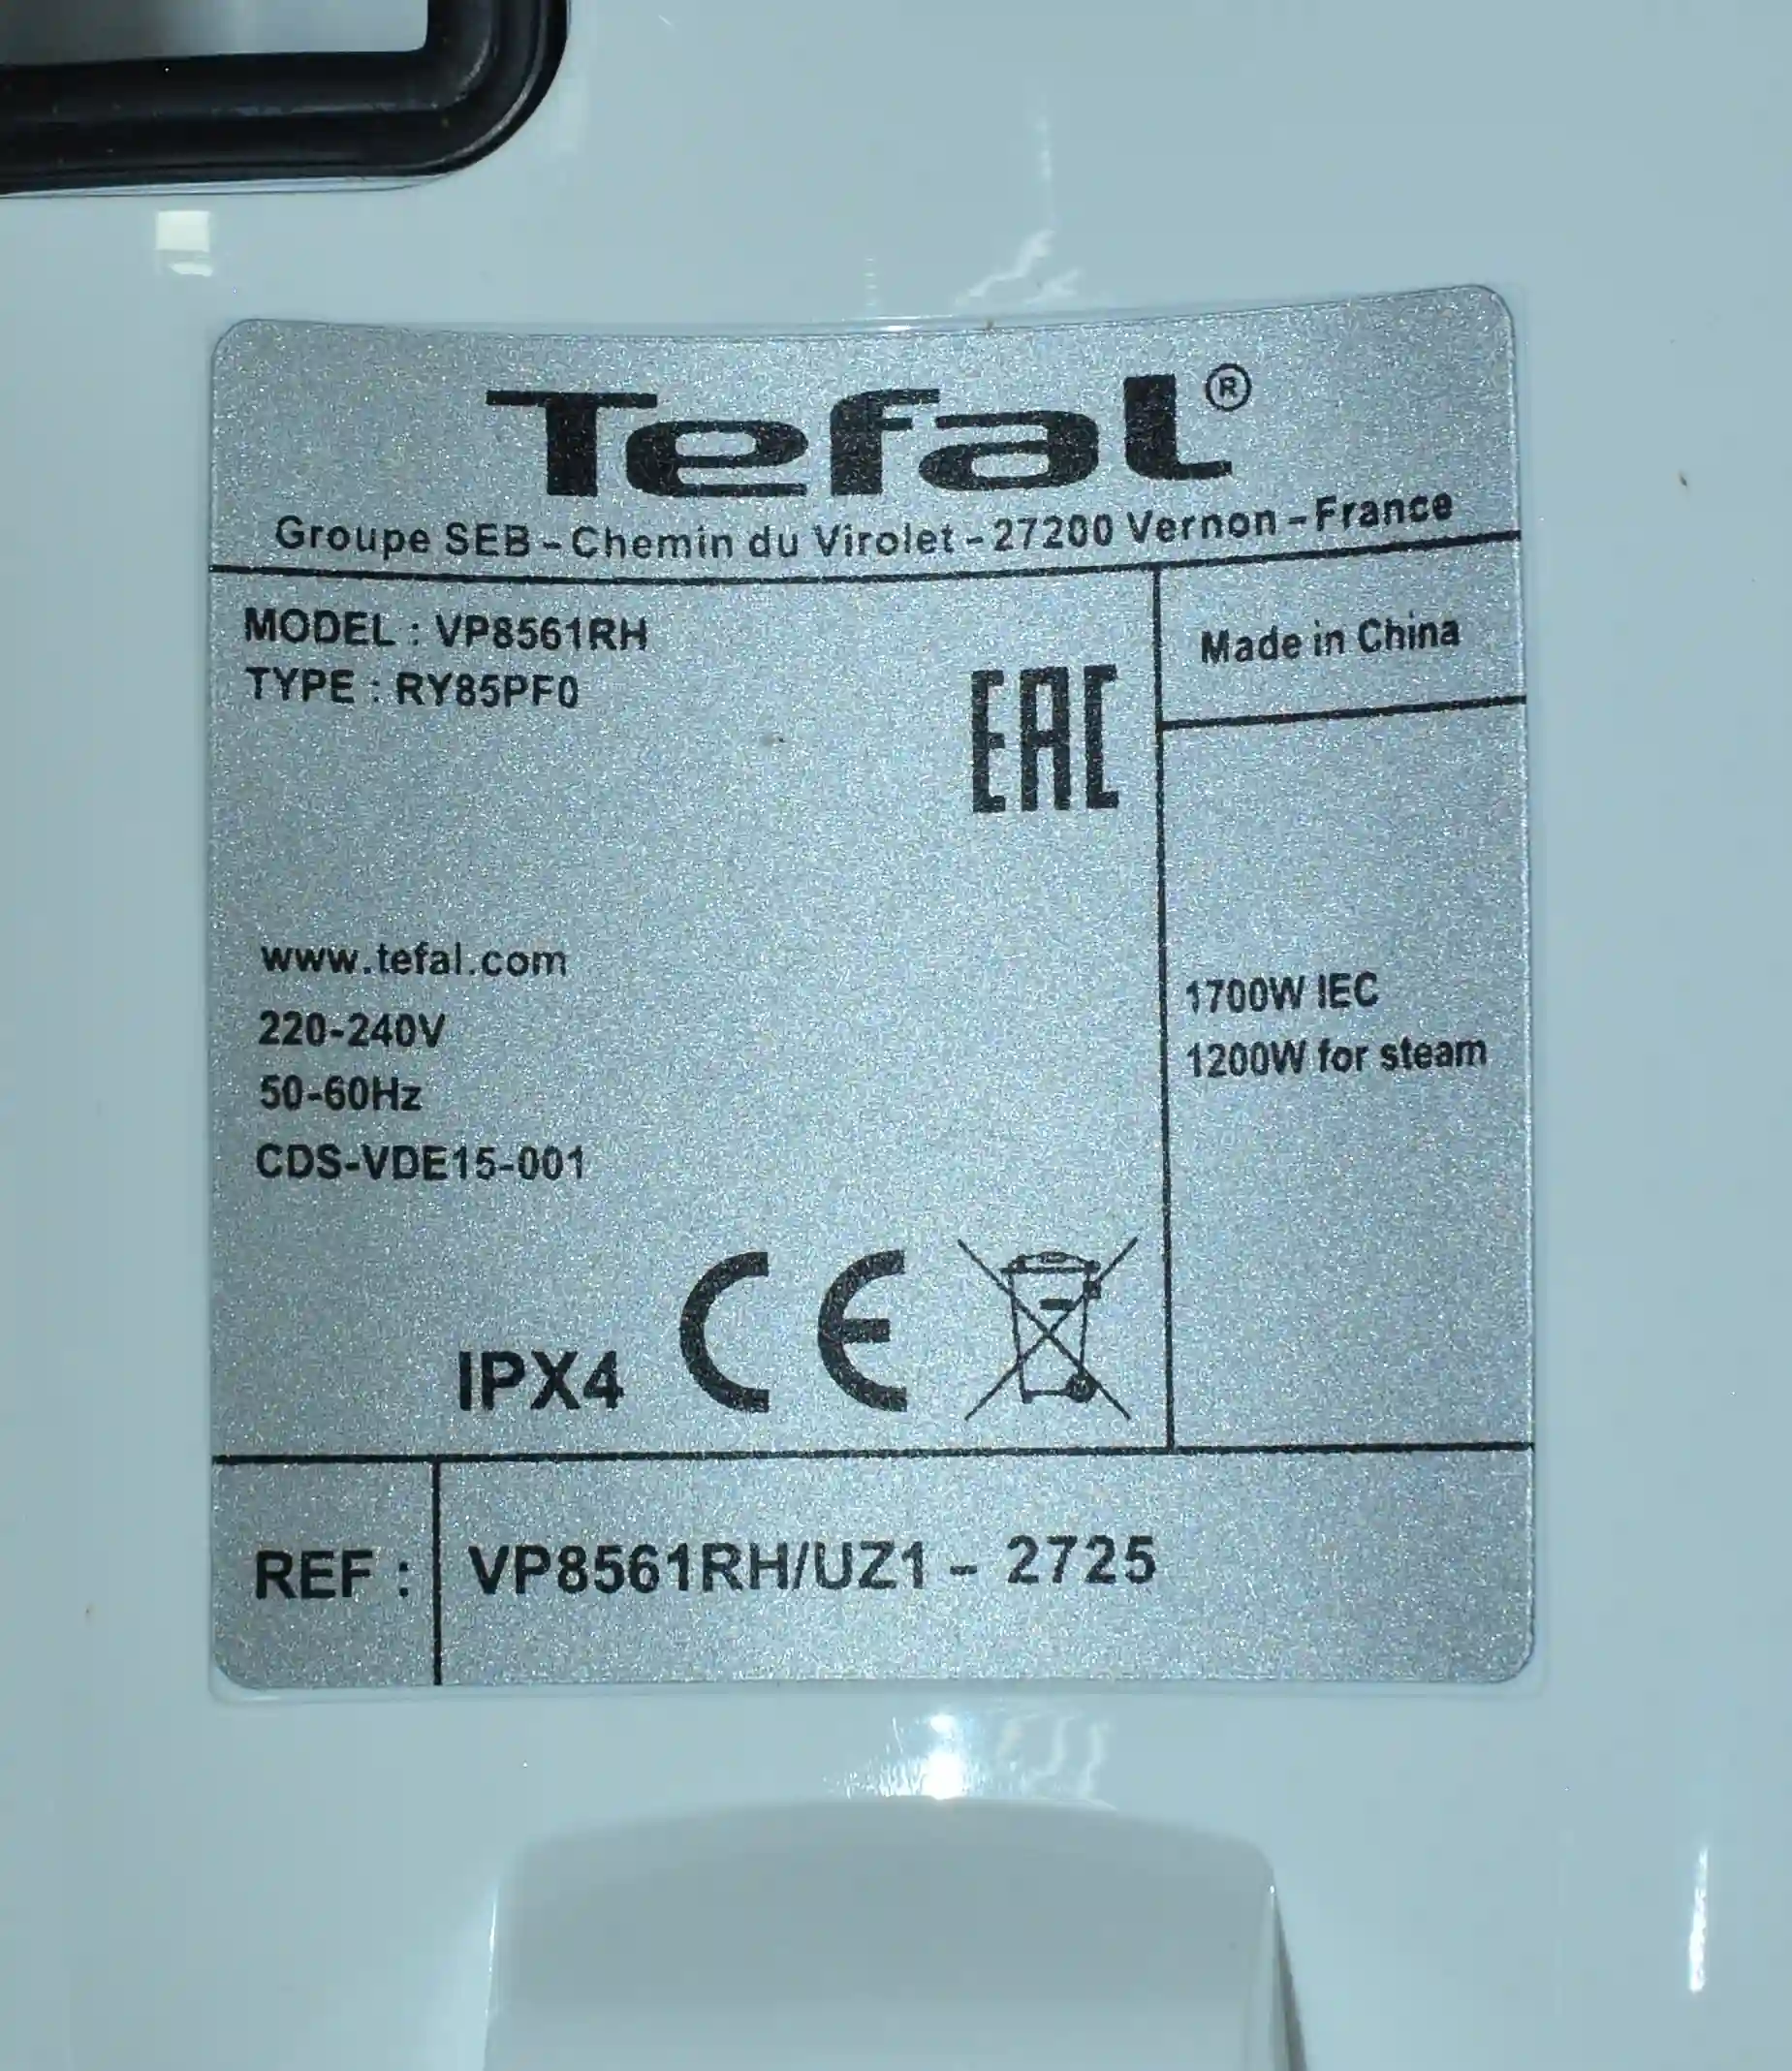 Tefal®
Groupe SEB - Chemin du Virolet - 27200 Vernon - France
MODEL : VP8561RH
TYPE : RY85PF0
EAC
Made in China
www.tefal.com
220-240V
50-60Hz
CDS-VDE15-001
1700W IEC
1200W for steam
IPX4 CE
REF : VP8561RH/UZ1 - 2725